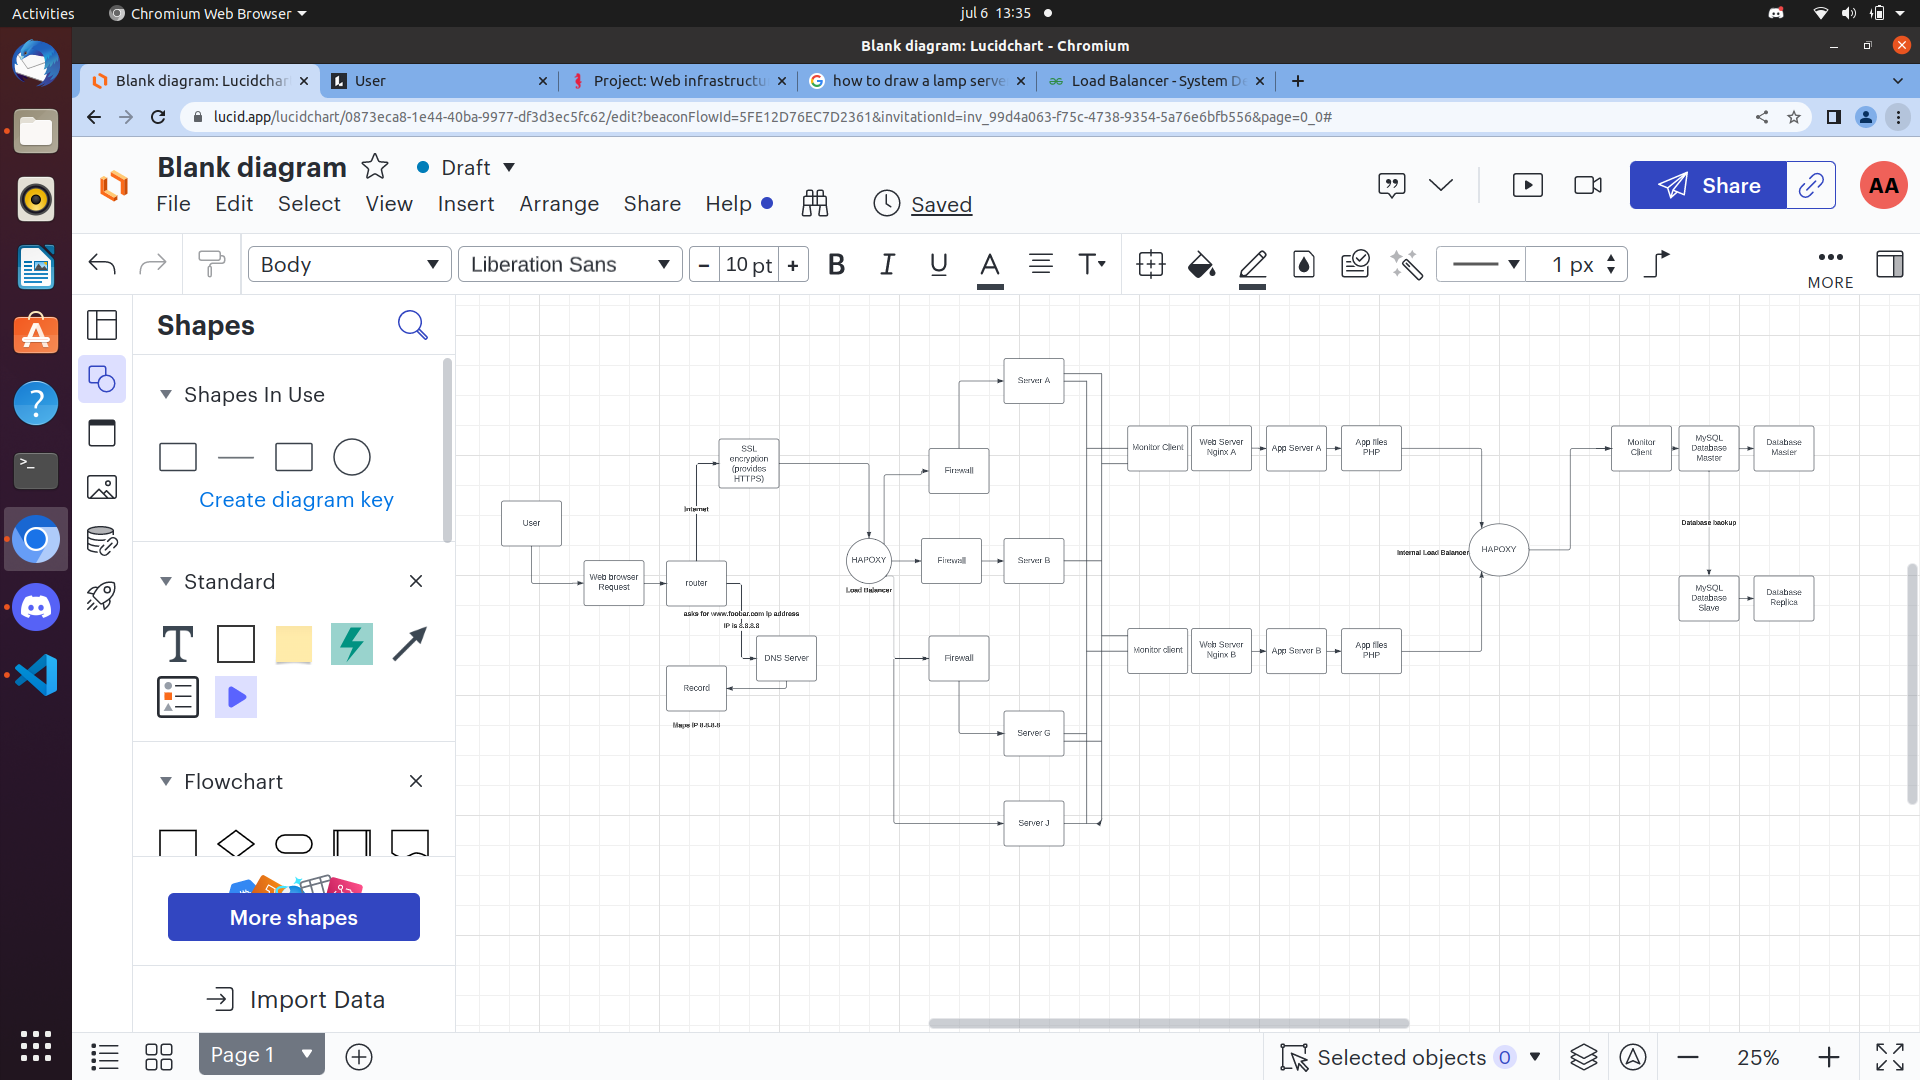 Activities
Chromium Web Browser
jul 6 13:35
Blank diagram: Lucidchart - Chromium
Blank diagram: Lucidchar
User
Project: Web infrastructu
how to draw a lamp serve
Load Balancer - System D
lucid.app/lucidchart/0873eca8-1e44-40ba-9977-df3d3ec5fc62/edit?beaconFlowId=5FE12D76EC7D2361&invitationId=inv_99d4a063-f75c-4738-9354-5a76e6bfb556&page=0_0#
Blank diagram
Draft
File Edit Select View Insert Arrange Share Help
Saved
Share
AA
Body
Liberation Sans
10 pt
B I U A T
1 px
MORE
Shapes
Shapes In Use
Create diagram key
Standard
T
Flowchart
More shapes
Import Data
User
Web browser
Request
router
Internet
SSL
encryption
(provides
HTTPS)
asks for www.foobar.com ip address
IP is 8.8.8.8
DNS Server
Record
Maps IP 8.8.8.8
HAPOXY
Load Balancer
Firewall
Firewall
Firewall
Server A
Server B
Server G
Server J
Monitor Client
Web Server
Nginx A
App Server A
App files
PHP
Monitor client
Web Server
Nginx B
App Server B
App files
PHP
Internal Load Balancer
HAPOXY
Monitor
Client
MySQL
Database
Master
Database
Master
Database backup
MySQL
Database
Slave
Database
Replica
Page 1
Selected objects 0
25%